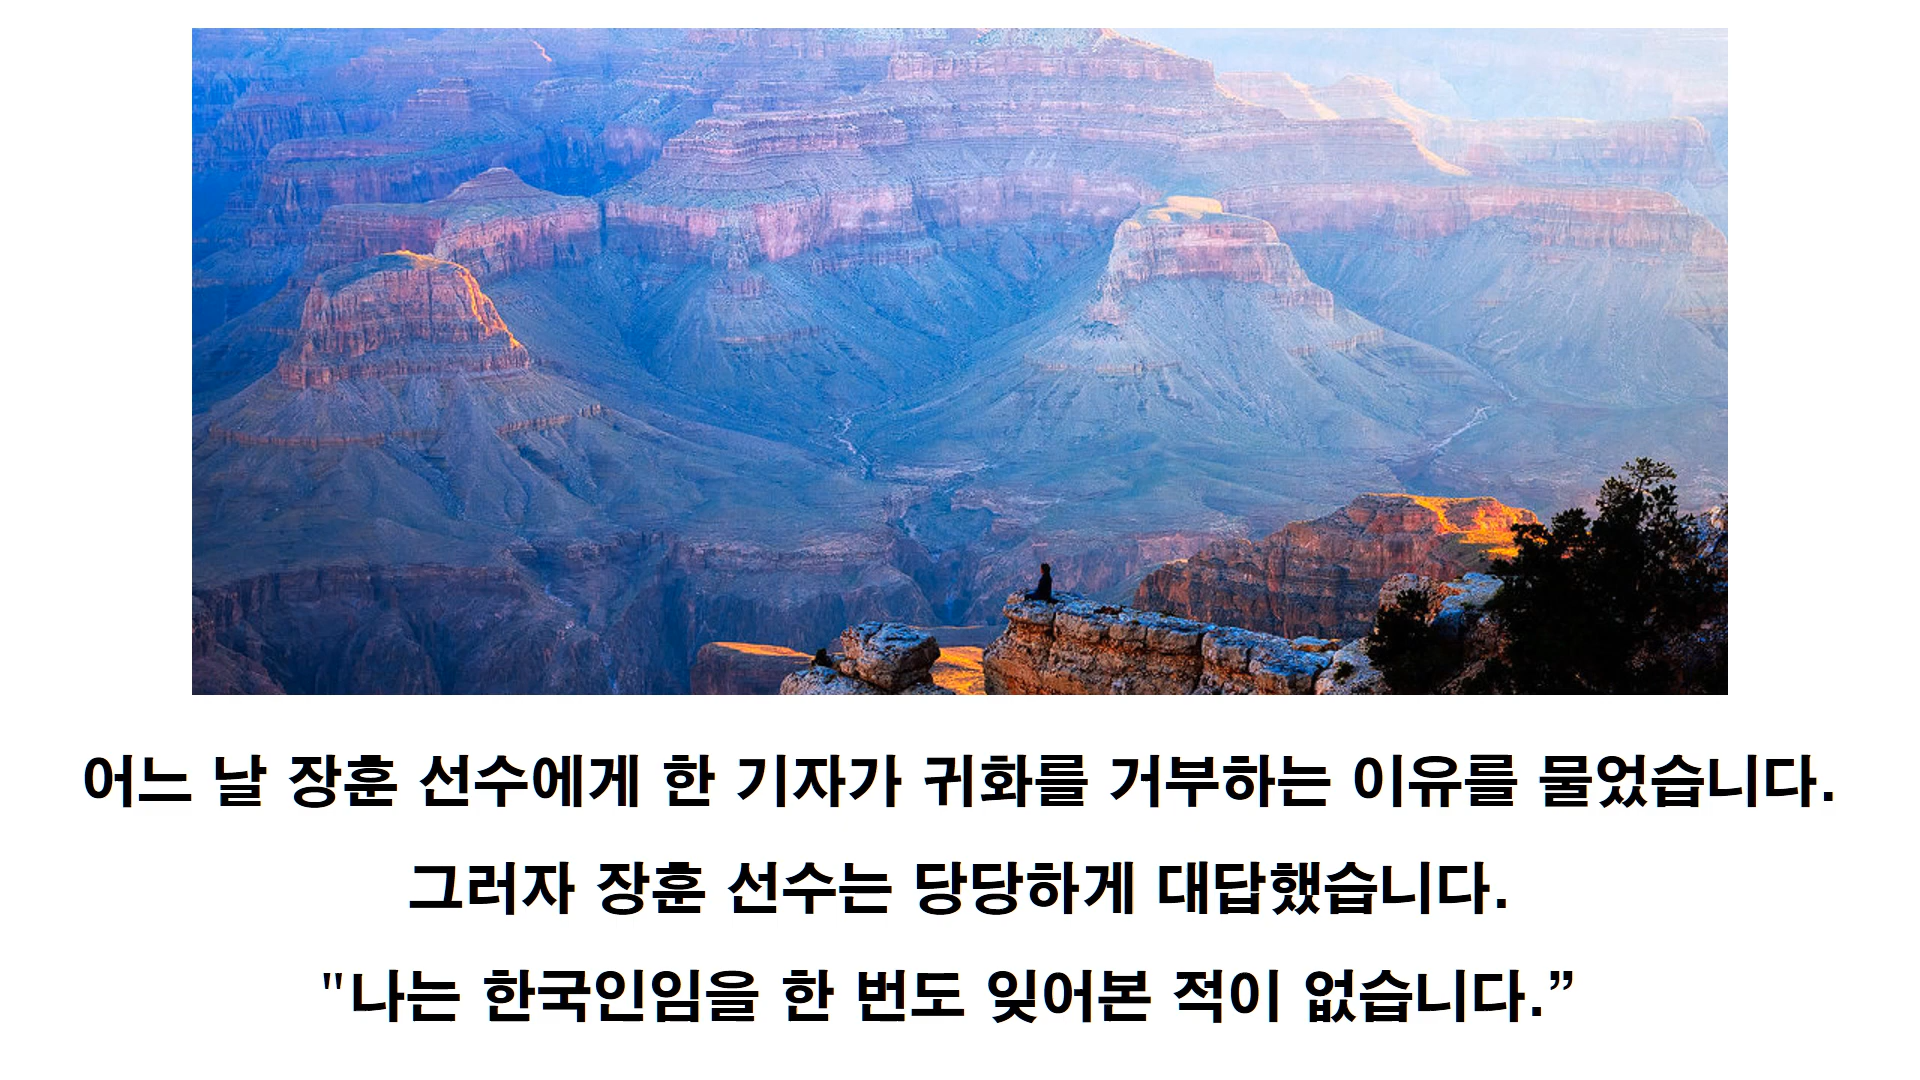 어느 날 장훈 선수에게 한 기자가 귀화를 거부하는 이유를 물었습니다.
그러자 장훈 선수는 당당하게 대답했습니다.
"나는 한국인임을 한 번도 잊어본 적이 없습니다.”